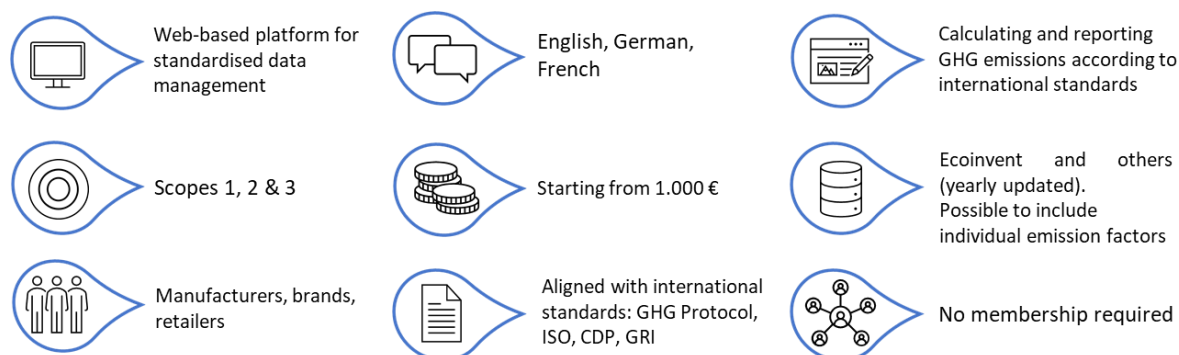 Web-based platform for
standardised data
management
English, German,
French
Calculating and reporting
GHG emissions according to
international standards
Scopes 1, 2 & 3
Starting from 1.000 €
Ecoinvent and others
(yearly updated).
Possible to include
individual emission factors
Manufacturers, brands,
retailers
Aligned with international
standards: GHG Protocol,
ISO, CDP, GRI
No membership required